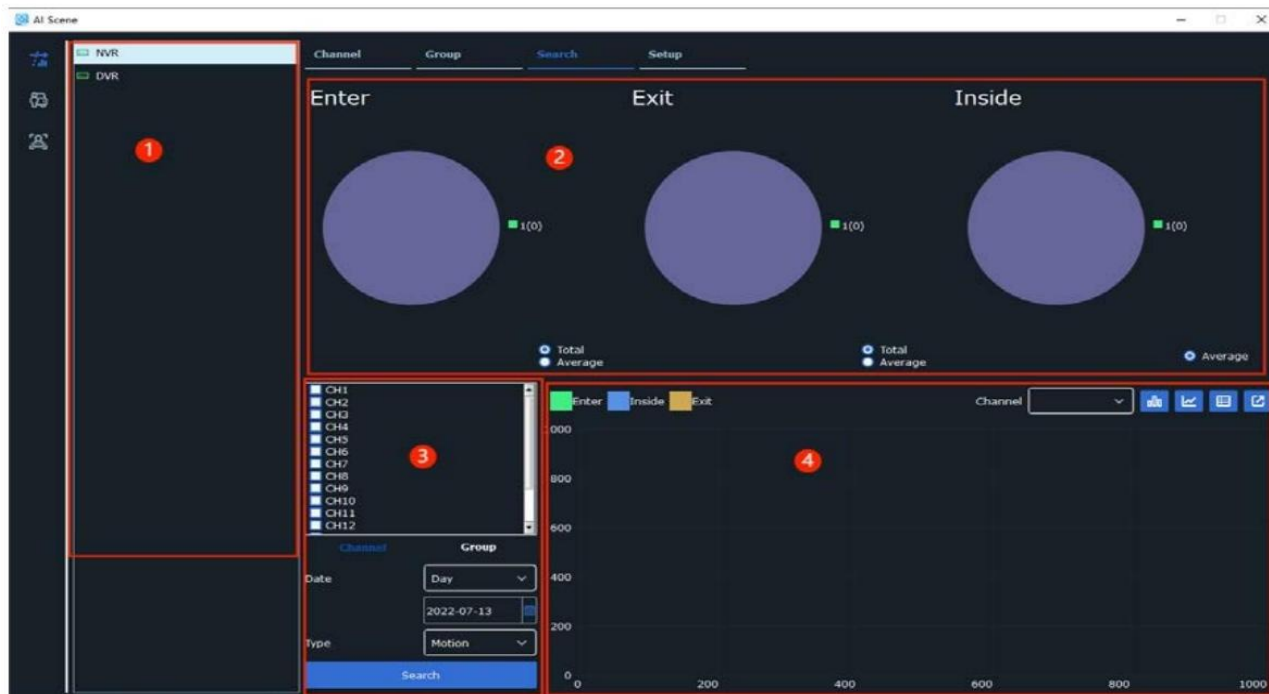 AI Scene
NVR
DVR
Channel Group Search Setup
Enter Exit Inside
1
2
1(0) 1(0) 1(0)
Total Total
Average Average Average
CH1
CH2
CH3
CH4
CH5
CH6
CH7
CH8
CH9
CH10
CH11
CH12
3
Channel Group
Date Day
2022-07-13
Type Motion
Search
Enter Inside Exit Channel
4
1000
800
600
400
200
0
0 200 400 600 800 1000